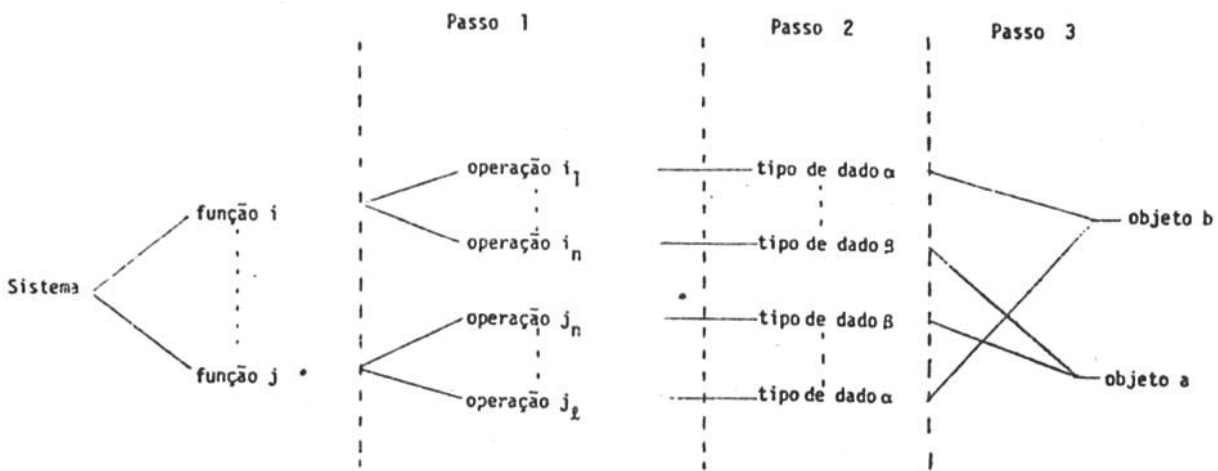 Passo 1
Passo 2
Passo 3
operação i₁
tipo de dado α
função i
objeto b
operação iₙ
tipo de dado β
Sistema
operação jₙ
tipo de dado β
função j
objeto a
operação jℓ
tipo de dado α